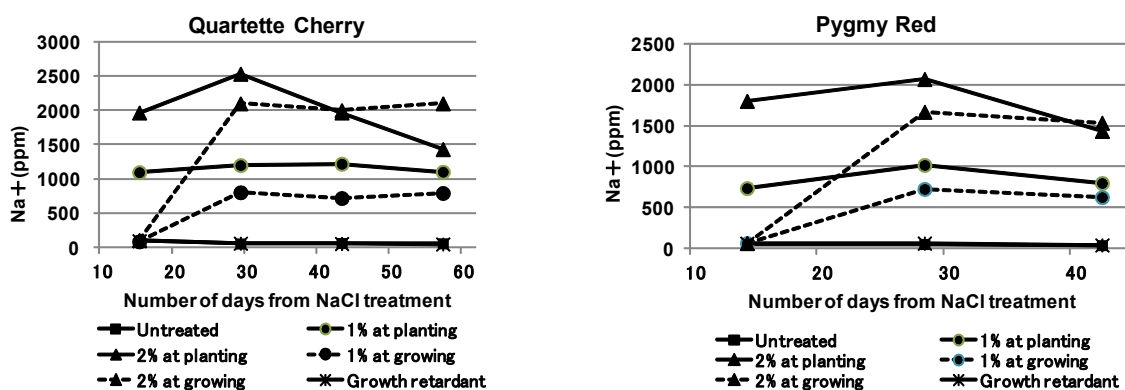 Quartette Cherry
3000
2500
2000
1500
1000
500
0
Na+(ppm)
10 20 30 40 50 60
Number of days from NaCl treatment
Untreated 1% at planting
2% at planting 1% at growing
2% at growing Growth retardant
Pygmy Red
2500
2000
1500
1000
500
0
Na+(ppm)
10 20 30 40
Number of days from NaCl treatment
Untreated 1% at planting
2% at planting 1% at growing
2% at growing Growth retardant